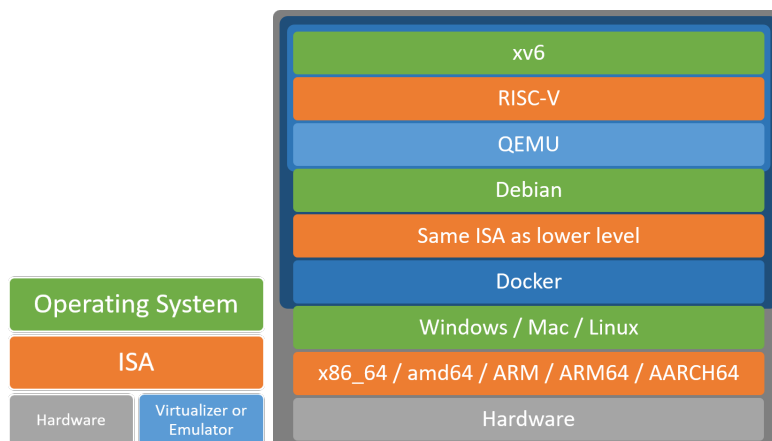 xv6
RISC-V
QEMU
Debian
Same ISA as lower level
Docker
Windows / Mac / Linux
x86_64 / amd64 / ARM / ARM64 / AARCH64
Hardware
Operating System
ISA
Hardware
Virtualizer or
Emulator